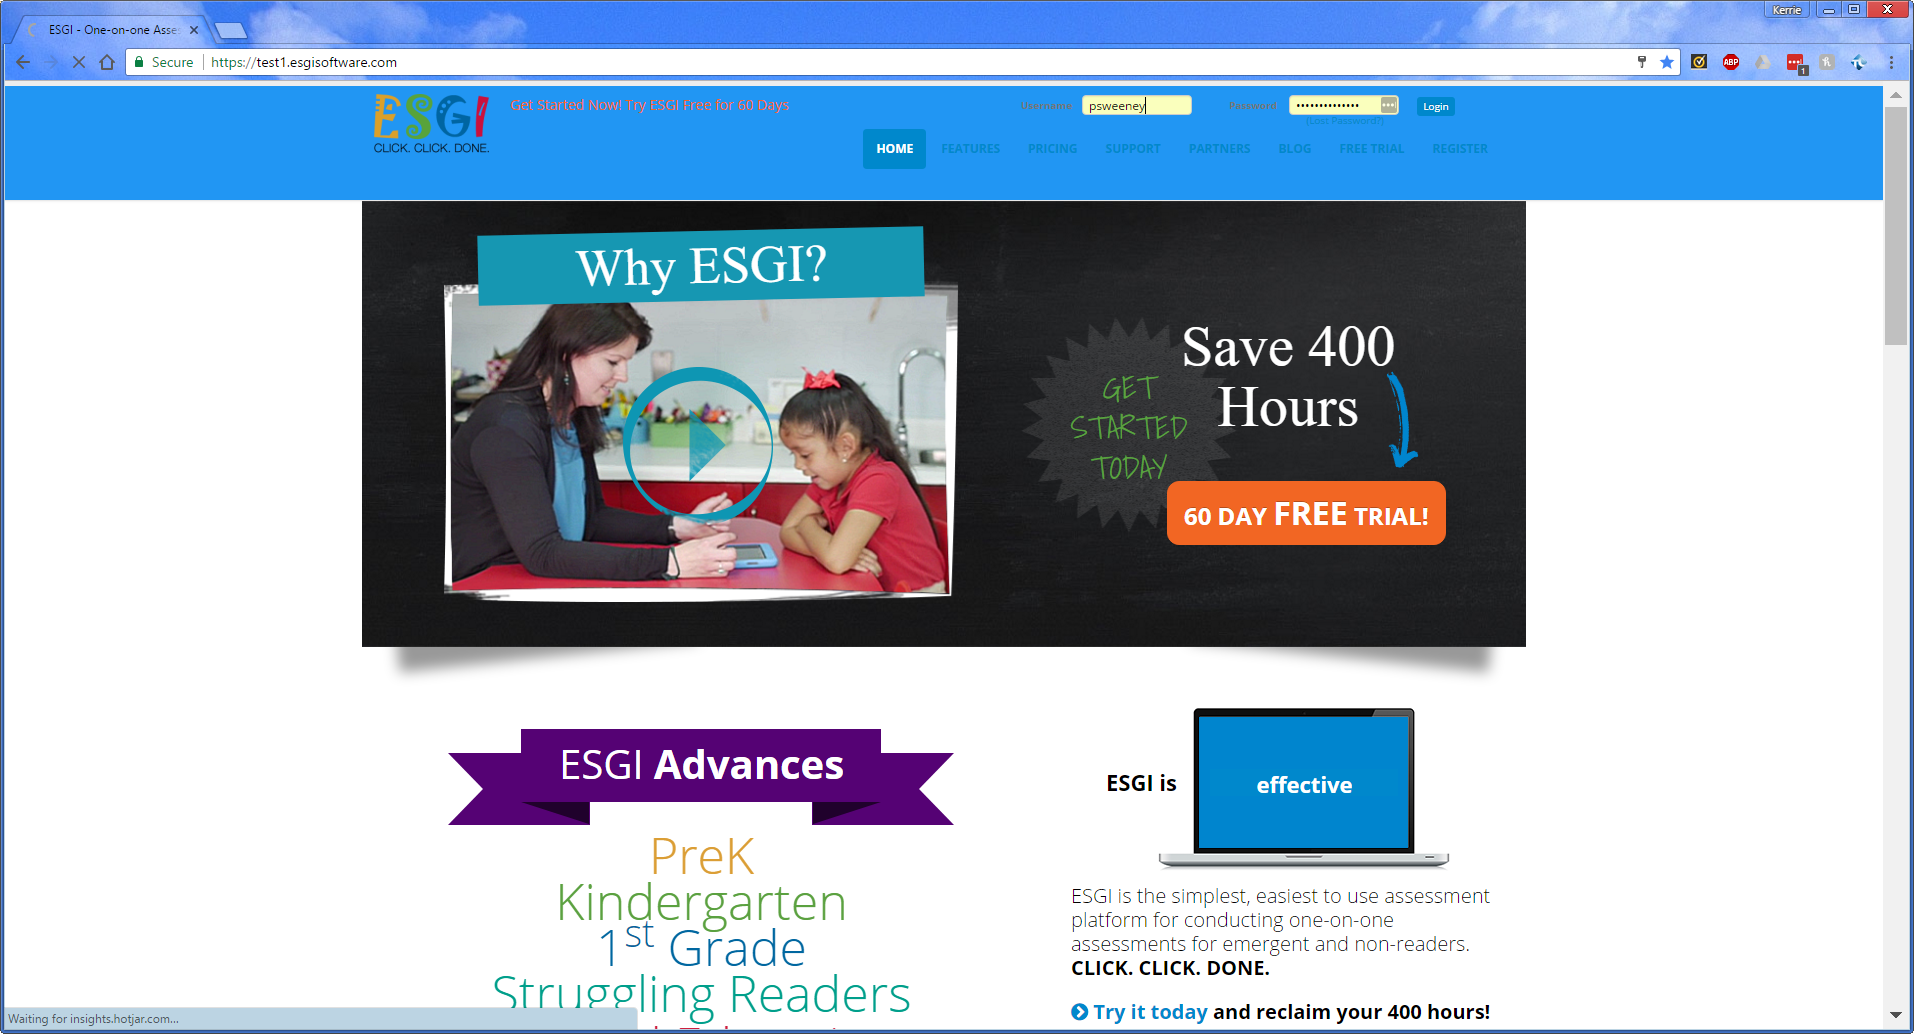 Kerrie
ESGI - One-on-one Asse
Secure
https://test1.esgisoftware.com
ABP
1
ESGI
CLICK. CLICK. DONE.
Get Started Now! Try ESGI Free for 60 Days
Username
psweeney
Password
••••••••••••••
Login
(Lost Password?)
HOME
FEATURES
PRICING
SUPPORT
PARTNERS
BLOG
FREE TRIAL
REGISTER
Why ESGI?
GET
STARTED
TODAY
Save 400
Hours
60 DAY FREE TRIAL!
ESGI Advances
PreK
Kindergarten
1st Grade
Struggling Readers
ESGI is
effective
ESGI is the simplest, easiest to use assessment
platform for conducting one-on-one
assessments for emergent and non-readers.
CLICK. CLICK. DONE.
Try it today and reclaim your 400 hours!
Waiting for insights.hotjar.com...